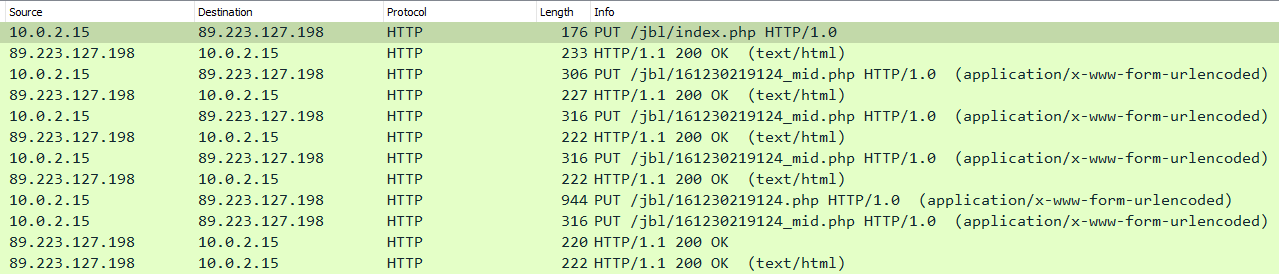 Source Destination Protocol Length Info
10.0.2.15 89.223.127.198 HTTP 176 PUT /jbl/index.php HTTP/1.0
89.223.127.198 10.0.2.15 HTTP 233 HTTP/1.1 200 OK (text/html)
10.0.2.15 89.223.127.198 HTTP 306 PUT /jbl/161230219124_mid.php HTTP/1.0 (application/x-www-form-urlencoded)
89.223.127.198 10.0.2.15 HTTP 227 HTTP/1.1 200 OK (text/html)
10.0.2.15 89.223.127.198 HTTP 316 PUT /jbl/161230219124_mid.php HTTP/1.0 (application/x-www-form-urlencoded)
89.223.127.198 10.0.2.15 HTTP 222 HTTP/1.1 200 OK (text/html)
10.0.2.15 89.223.127.198 HTTP 316 PUT /jbl/161230219124_mid.php HTTP/1.0 (application/x-www-form-urlencoded)
89.223.127.198 10.0.2.15 HTTP 222 HTTP/1.1 200 OK (text/html)
10.0.2.15 89.223.127.198 HTTP 944 PUT /jbl/161230219124.php HTTP/1.0 (application/x-www-form-urlencoded)
10.0.2.15 89.223.127.198 HTTP 316 PUT /jbl/161230219124_mid.php HTTP/1.0 (application/x-www-form-urlencoded)
89.223.127.198 10.0.2.15 HTTP 220 HTTP/1.1 200 OK
89.223.127.198 10.0.2.15 HTTP 222 HTTP/1.1 200 OK (text/html)